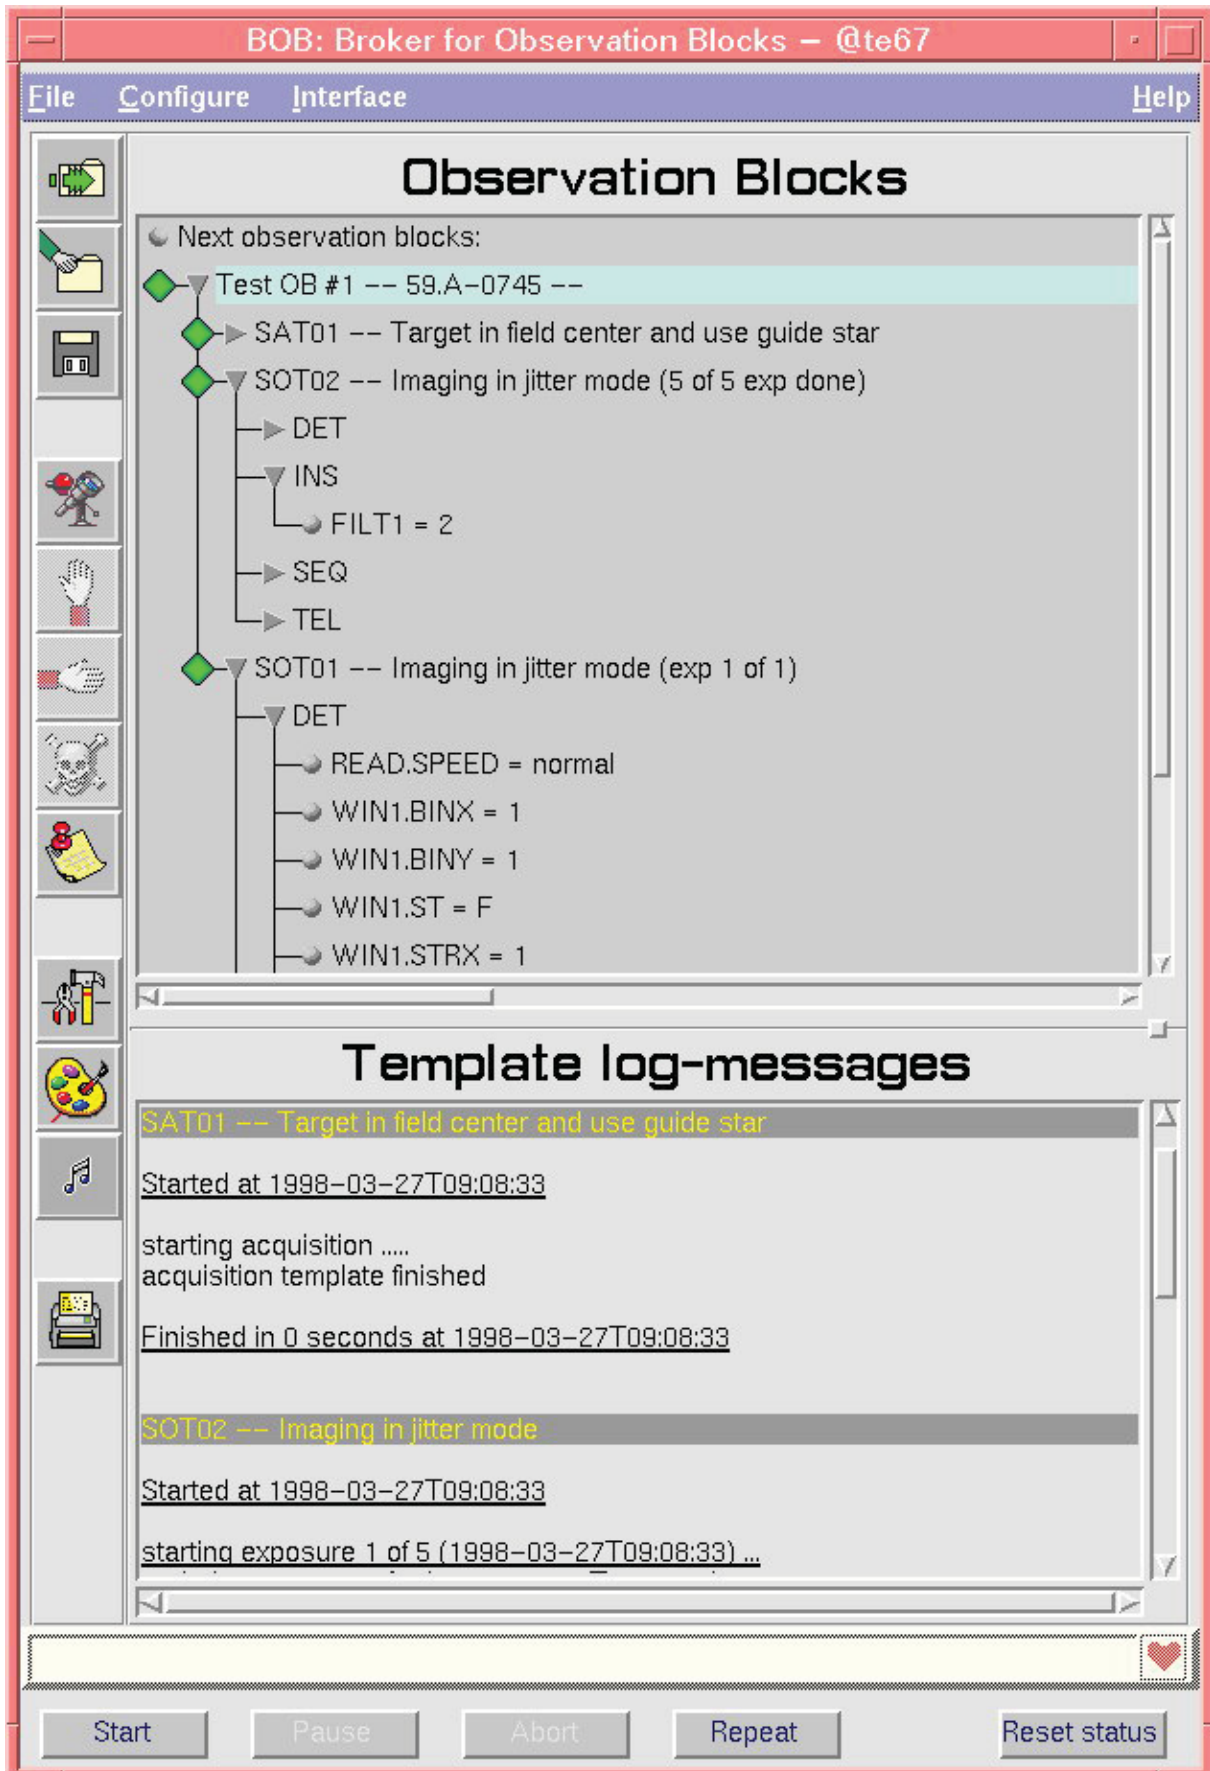 BOB: Broker for Observation Blocks – @te67
File Configure Interface Help
Observation Blocks
Next observation blocks:
Test OB #1 –– 59.A–0745 ––
SAT01 –– Target in field center and use guide star
SOT02 –– Imaging in jitter mode (5 of 5 exp done)
DET
INS
FILT1 = 2
SEQ
TEL
SOT01 –– Imaging in jitter mode (exp 1 of 1)
DET
READ.SPEED = normal
WIN1.BINX = 1
WIN1.BINY = 1
WIN1.ST = F
WIN1.STRX = 1
Template log-messages
SAT01 –– Target in field center and use guide star
Started at 1998–03–27T09:08:33
starting acquisition .....
acquisition template finished
Finished in 0 seconds at 1998–03–27T09:08:33
SOT02 –– Imaging in jitter mode
Started at 1998–03–27T09:08:33
starting exposure 1 of 5 (1998–03–27T09:08:33) ...
Start Pause Abort Repeat Reset status